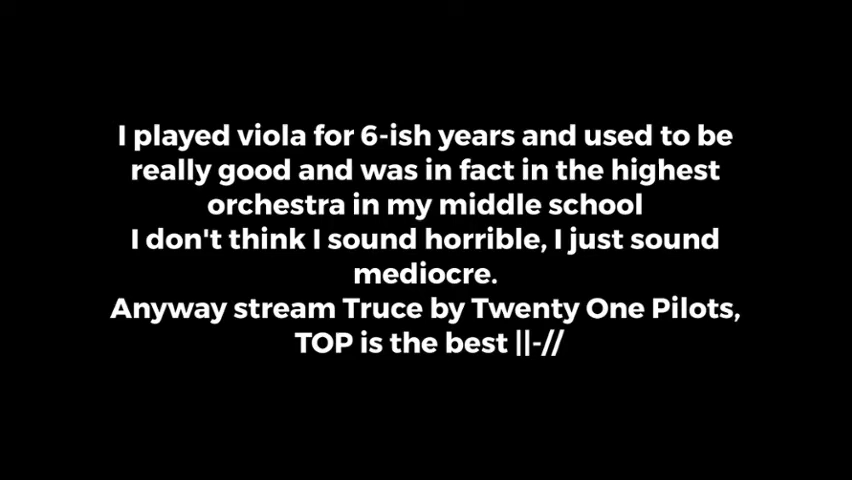 I played viola for 6-ish years and used to be
really good and was in fact in the highest
orchestra in my middle school
I don't think I sound horrible, I just sound
mediocre.
Anyway stream Truce by Twenty One Pilots,
TOP is the best ||-//